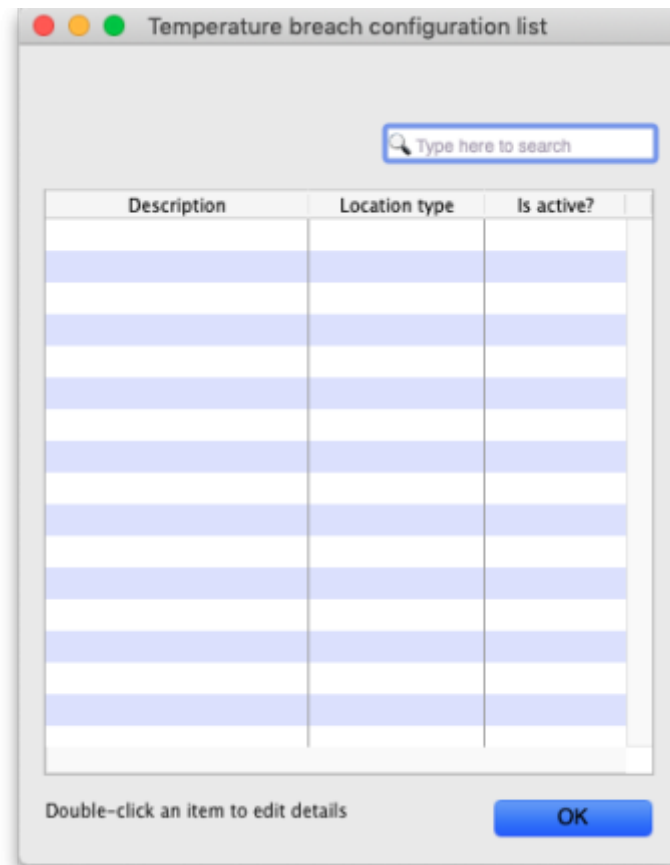 Temperature breach configuration list
Type here to search
Description Location type Is active?
Double-click an item to edit details
OK